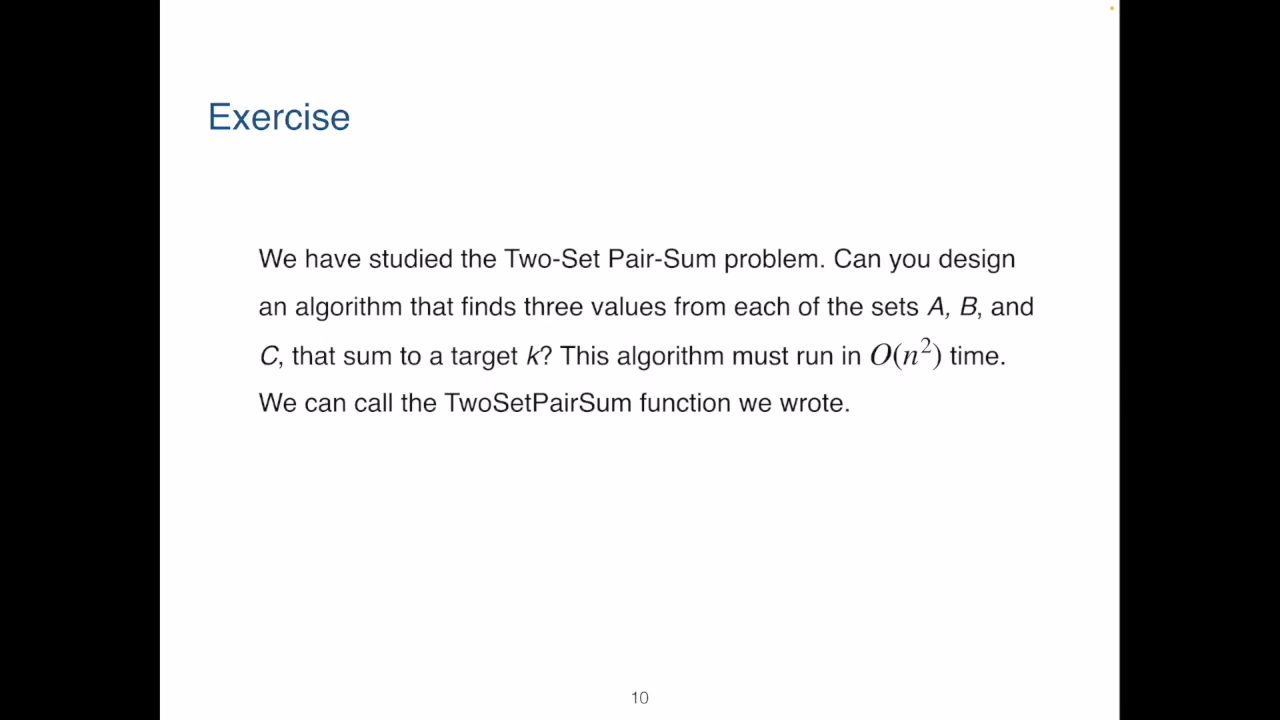 Exercise
We have studied the Two-Set Pair-Sum problem. Can you design
an algorithm that finds three values from each of the sets A, B, and
C, that sum to a target k? This algorithm must run in O(n²) time.
We can call the TwoSetPairSum function we wrote.
10